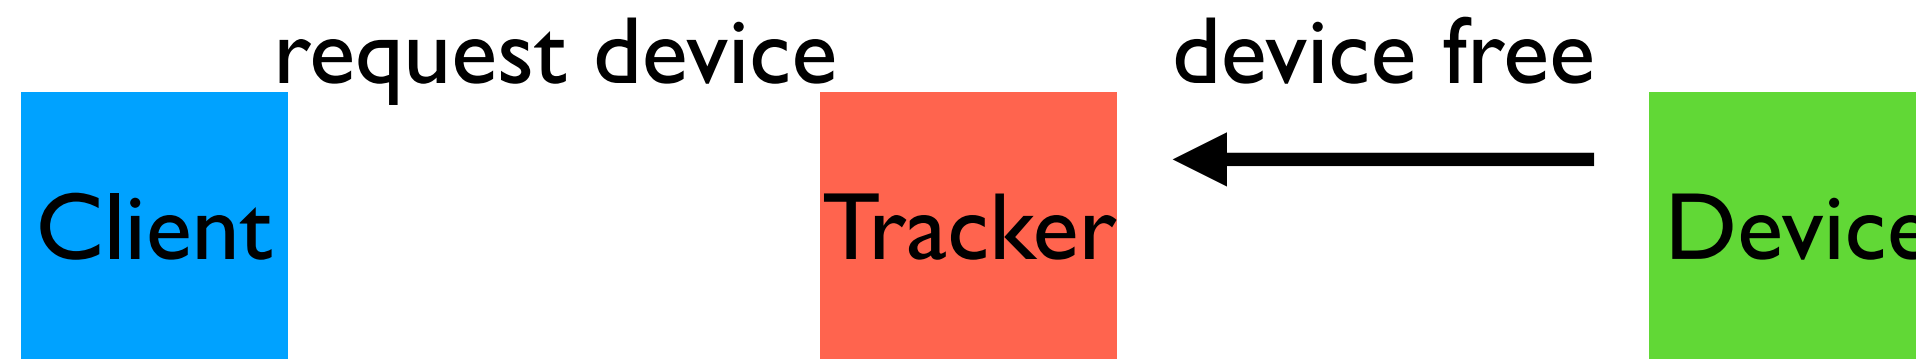 request device
device free
Client
Tracker
Device